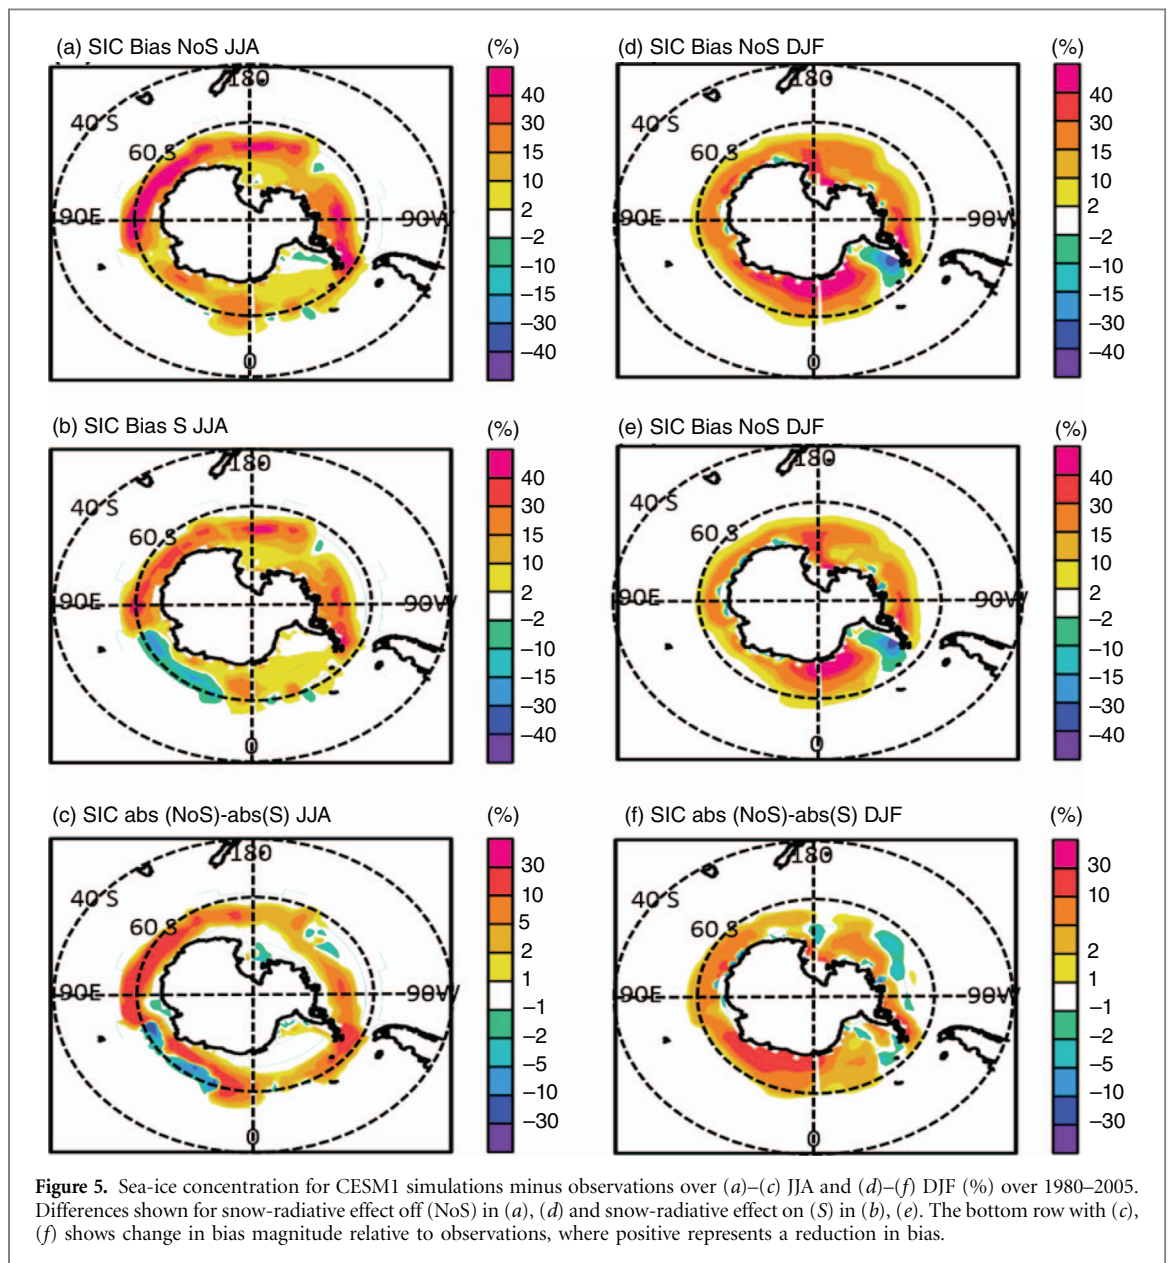 (a) SIC Bias NoS JJA
(%)
180
40 S
60 S
90E
90W
0
40
30
15
10
2
−2
−10
−15
−30
−40
(d) SIC Bias NoS DJF
(%)
180
40 S
60 S
90E
90W
0
40
30
15
10
2
−2
−10
−15
−30
−40
(b) SIC Bias S JJA
(%)
180
40 S
60 S
90E
90W
0
40
30
15
10
2
−2
−10
−15
−30
−40
(e) SIC Bias NoS DJF
(%)
180
40 S
60 S
90E
90W
0
40
30
15
10
2
−2
−10
−15
−30
−40
(c) SIC abs (NoS)-abs(S) JJA
(%)
180
40 S
60 S
90E
90W
0
30
10
5
2
1
−1
−2
−5
−10
−30
(f) SIC abs (NoS)-abs(S) DJF
(%)
180
40 S
60 S
90E
90W
0
30
10
2
1
−1
−2
−5
−10
−30
Figure 5. Sea-ice concentration for CESM1 simulations minus observations over (a)–(c) JJA and (d)–(f) DJF (%) over 1980–2005.
Differences shown for snow-radiative effect off (NoS) in (a), (d) and snow-radiative effect on (S) in (b), (e). The bottom row with (c),
(f) shows change in bias magnitude relative to observations, where positive represents a reduction in bias.